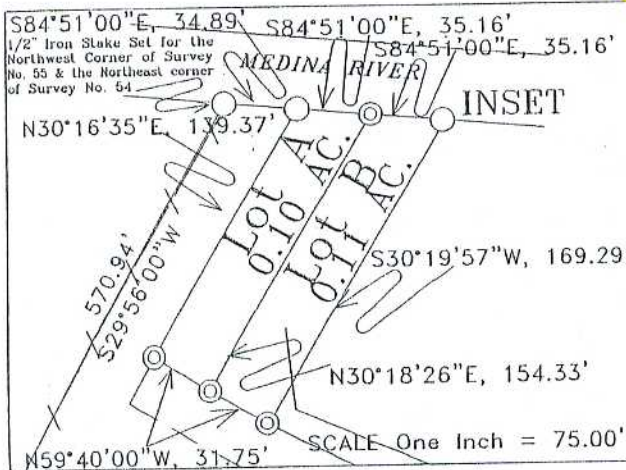 S84°51'00"E, 34.89'
S84°51'00"E, 35.16'
S84°51'00"E, 35.16'
1/2" Iron Stake Set for the
Northwest Corner of Survey
No. 55 & the Northeast corner
of Survey No. 54
MEDINA RIVER
INSET
N30°16'35"E, 139.37'
Lot A
0.10 AC.
Lot B
0.11 AC.
S30°19'57"W, 169.29
570.94'
S29°56'00"W
N30°18'26"E, 154.33'
N59°40'00"W, 31.75'
SCALE One Inch = 75.00'